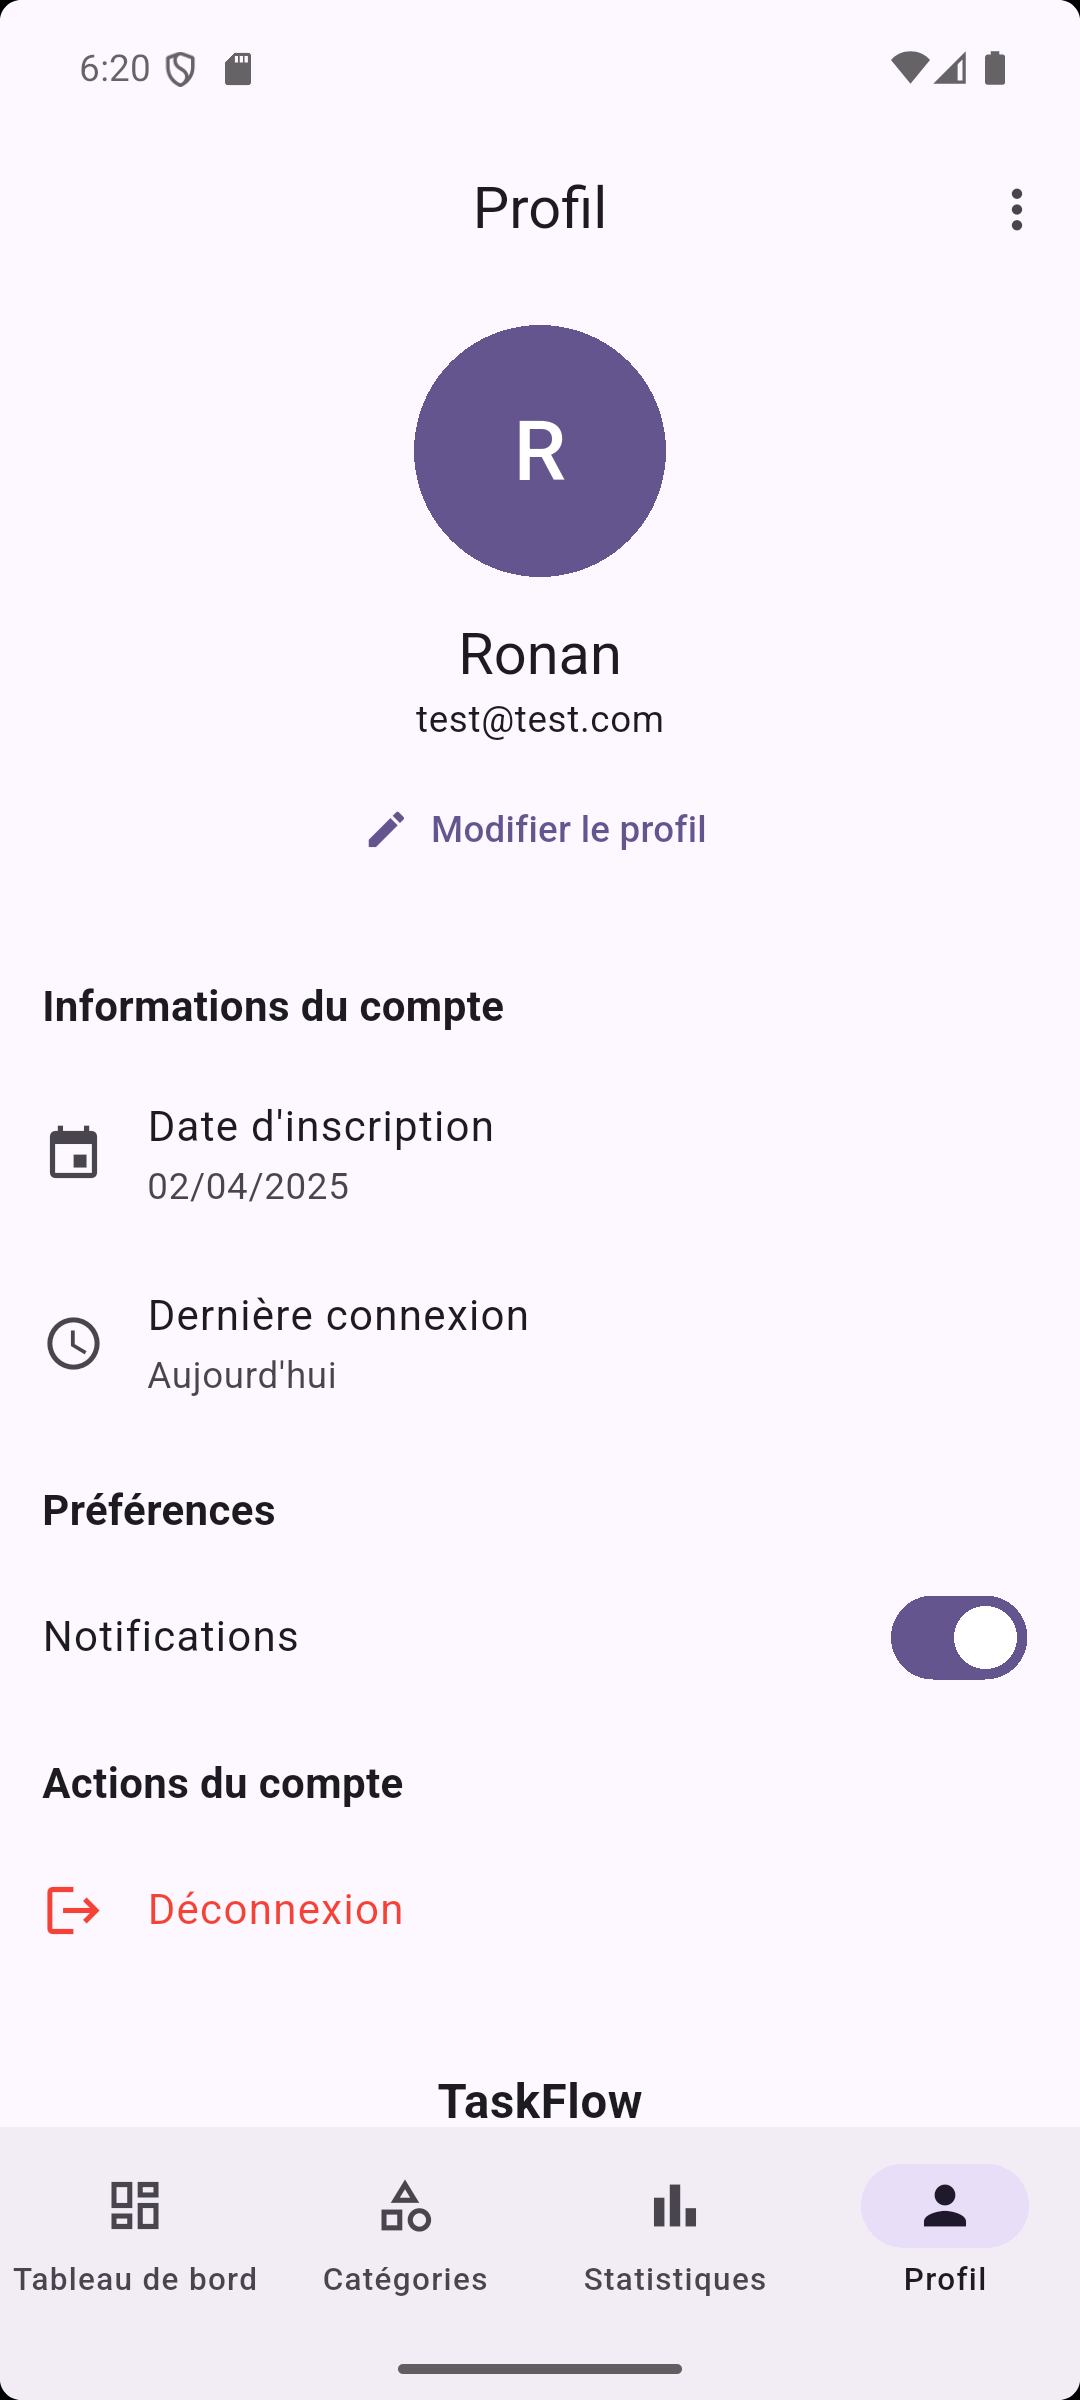 6:20
Profil
R
Ronan
test@test.com
Modifier le profil
Informations du compte
Date d'inscription
02/04/2025
Dernière connexion
Aujourd'hui
Préférences
Notifications
Actions du compte
Déconnexion
TaskFlow
Tableau de bord
Catégories
Statistiques
Profil